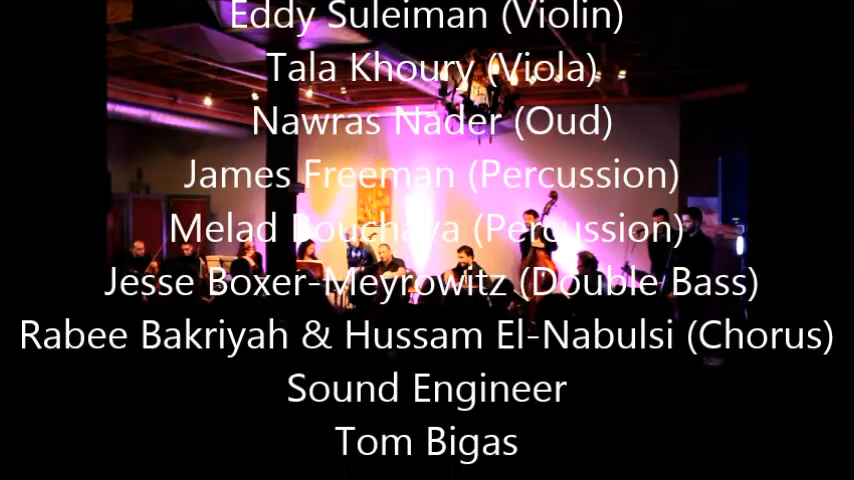 Eddy Suleiman (Violin)
Tala Khoury (Viola)
Nawras Nader (Oud)
James Freeman (Percussion)
Melad Bouchaya (Percussion)
Jesse Boxer-Meyrowitz (Double Bass)
Rabee Bakriyah & Hussam El-Nabulsi (Chorus)
Sound Engineer
Tom Bigas